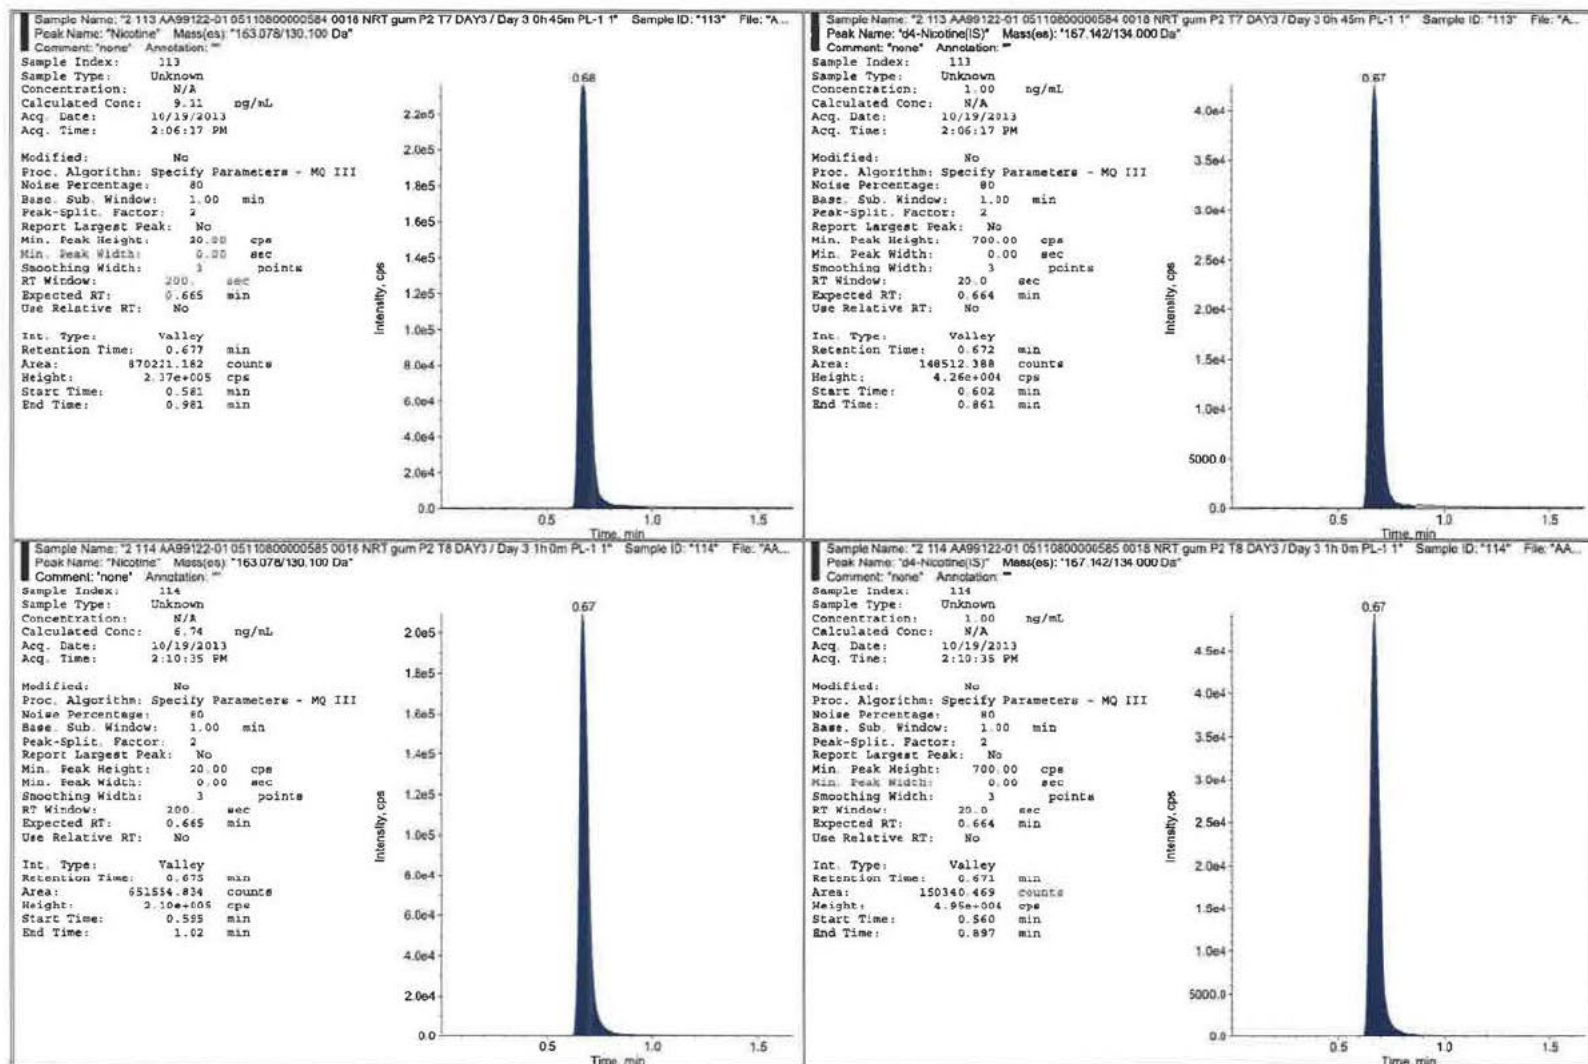 Sample Name: "2 113 AA99122-01 05110800000584 0018 NRT gum P2 T7 DAY3 / Day 3 0h 45m PL-1 1" Sample ID: "113" File: "A...
Peak Name: "Nicotine" Mass(es): "163.078/130.100 Da"
Comment: "none" Annotation: ""
Sample Index: 113
Sample Type: Unknown
Concentration: N/A
Calculated Conc: 9.11 ng/mL
Acq. Date: 10/19/2013
Acq. Time: 2:06:17 PM
Modified: No
Proc. Algorithm: Specify Parameters - MQ III
Noise Percentage: 80
Base. Sub. Window: 1.00 min
Peak-Split. Factor: 2
Report Largest Peak: No
Min. Peak Height: 20.00 cps
Min. Peak Width: 0.00 sec
Smoothing Width: 3 points
RT Window: 200. sec
Expected RT: 0.665 min
Use Relative RT: No
Int. Type: Valley
Retention Time: 0.677 min
Area: 870221.182 counts
Height: 2.37e+005 cps
Start Time: 0.581 min
End Time: 0.981 min
0.68
2.2e5
2.0e5
1.8e5
1.6e5
1.4e5
1.2e5
1.0e5
8.0e4
6.0e4
4.0e4
2.0e4
0.0
Intensity, cps
0.5 1.0 1.5
Time, min
Sample Name: "2 113 AA99122-01 05110800000584 0018 NRT gum P2 T7 DAY3 / Day 3 0h 45m PL-1 1" Sample ID: "113" File: "A...
Peak Name: "d4-Nicotine(IS)" Mass(es): "167.142/134.000 Da"
Comment: "none" Annotation: ""
Sample Index: 113
Sample Type: Unknown
Concentration: 1.00 ng/mL
Calculated Conc: N/A
Acq. Date: 10/19/2013
Acq. Time: 2:06:17 PM
Modified: No
Proc. Algorithm: Specify Parameters - MQ III
Noise Percentage: 80
Base. Sub. Window: 1.00 min
Peak-Split. Factor: 2
Report Largest Peak: No
Min. Peak Height: 700.00 cps
Min. Peak Width: 0.00 sec
Smoothing Width: 3 points
RT Window: 20.0 sec
Expected RT: 0.664 min
Use Relative RT: No
Int. Type: Valley
Retention Time: 0.672 min
Area: 148512.388 counts
Height: 4.26e+004 cps
Start Time: 0.602 min
End Time: 0.861 min
0.67
4.0e4
3.5e4
3.0e4
2.5e4
2.0e4
1.5e4
1.0e4
5000.0
0.0
Intensity, cps
0.5 1.0 1.5
Time, min
Sample Name: "2 114 AA99122-01 05110800000585 0018 NRT gum P2 T8 DAY3 / Day 3 1h 0m PL-1 1" Sample ID: "114" File: "AA...
Peak Name: "Nicotine" Mass(es): "163.078/130.100 Da"
Comment: "none" Annotation: ""
Sample Index: 114
Sample Type: Unknown
Concentration: N/A
Calculated Conc: 6.74 ng/mL
Acq. Date: 10/19/2013
Acq. Time: 2:10:35 PM
Modified: No
Proc. Algorithm: Specify Parameters - MQ III
Noise Percentage: 80
Base. Sub. Window: 1.00 min
Peak-Split. Factor: 2
Report Largest Peak: No
Min. Peak Height: 20.00 cps
Min. Peak Width: 0.00 sec
Smoothing Width: 3 points
RT Window: 200. sec
Expected RT: 0.665 min
Use Relative RT: No
Int. Type: Valley
Retention Time: 0.675 min
Area: 651554.834 counts
Height: 2.10e+005 cps
Start Time: 0.595 min
End Time: 1.02 min
0.67
2.0e5
1.8e5
1.6e5
1.4e5
1.2e5
1.0e5
8.0e4
6.0e4
4.0e4
2.0e4
0.0
Intensity, cps
0.5 1.0 1.5
Time, min
Sample Name: "2 114 AA99122-01 05110800000585 0018 NRT gum P2 T8 DAY3 / Day 3 1h 0m PL-1 1" Sample ID: "114" File: "AA...
Peak Name: "d4-Nicotine(IS)" Mass(es): "167.142/134.000 Da"
Comment: "none" Annotation: ""
Sample Index: 114
Sample Type: Unknown
Concentration: 1.00 ng/mL
Calculated Conc: N/A
Acq. Date: 10/19/2013
Acq. Time: 2:10:35 PM
Modified: No
Proc. Algorithm: Specify Parameters - MQ III
Noise Percentage: 80
Base. Sub. Window: 1.00 min
Peak-Split. Factor: 2
Report Largest Peak: No
Min. Peak Height: 700.00 cps
Min. Peak Width: 0.00 sec
Smoothing Width: 3 points
RT Window: 20.0 sec
Expected RT: 0.664 min
Use Relative RT: No
Int. Type: Valley
Retention Time: 0.671 min
Area: 150340.469 counts
Height: 4.95e+004 cps
Start Time: 0.560 min
End Time: 0.897 min
0.67
4.5e4
4.0e4
3.5e4
3.0e4
2.5e4
2.0e4
1.5e4
1.0e4
5000.0
0.0
Intensity, cps
0.5 1.0 1.5
Time, min